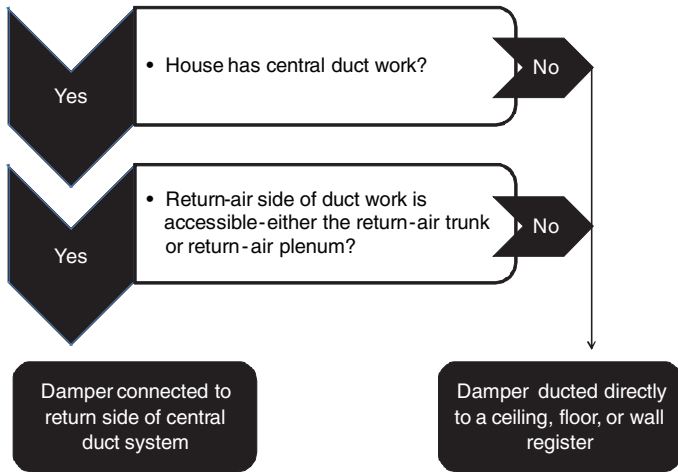 • House has central duct work?
No
Yes
• Return-air side of duct work is
accessible-either the return-air trunk
or return-air plenum?
No
Yes
Damper connected to
return side of central
duct system
Damper ducted directly
to a ceiling, floor, or wall
register